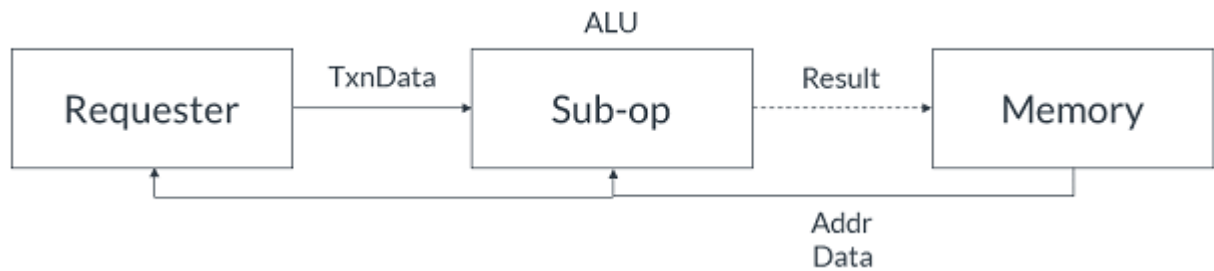 ALU
Requester
TxnData
Sub-op
Result
Memory
Addr
Data